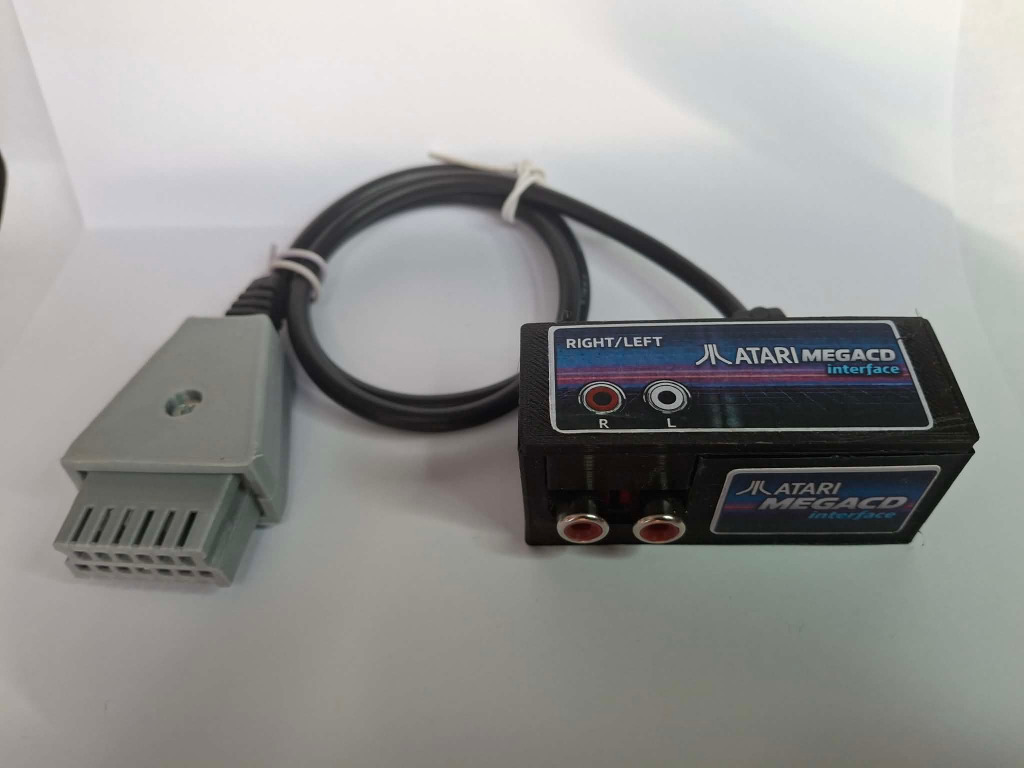 RIGHT/LEFT
ATARI MEGACD
interface
R L
ATARI
MEGACD
interface